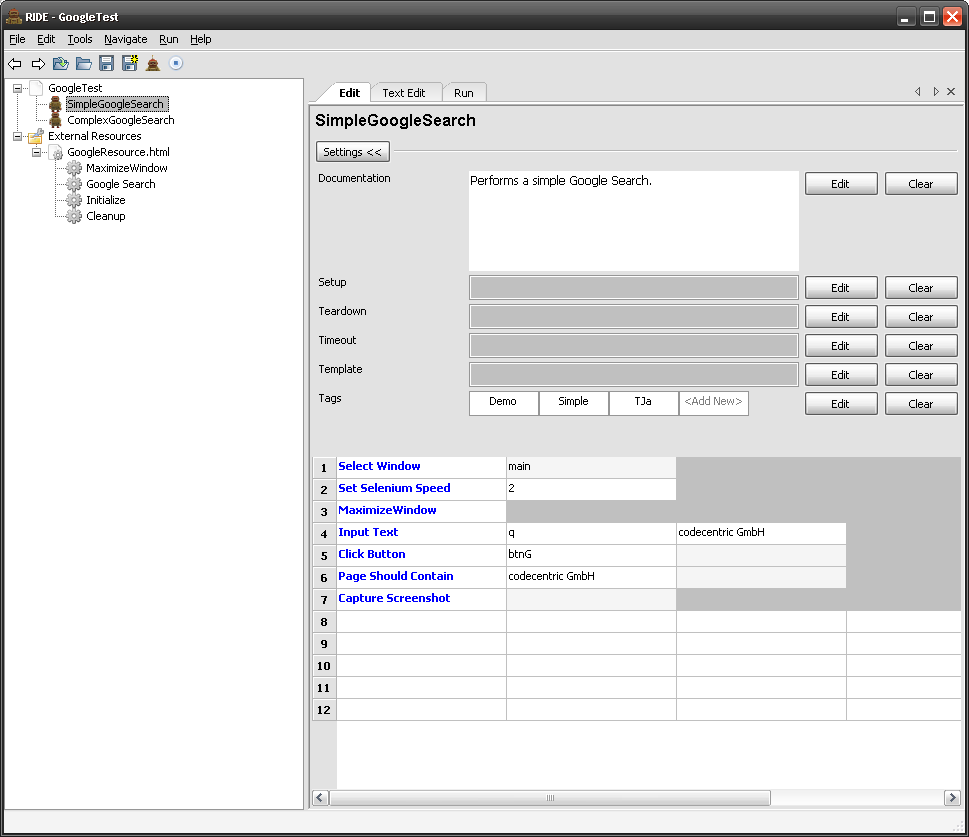 RIDE - GoogleTest
File Edit Tools Navigate Run Help
GoogleTest
SimpleGoogleSearch
ComplexGoogleSearch
External Resources
GoogleResource.html
MaximizeWindow
Google Search
Initialize
Cleanup
Edit Text Edit Run
SimpleGoogleSearch
Settings <<
Documentation Performs a simple Google Search. Edit Clear
Setup Edit Clear
Teardown Edit Clear
Timeout Edit Clear
Template Edit Clear
Tags Demo Simple TJa <Add New> Edit Clear
1 Select Window main
2 Set Selenium Speed 2
3 MaximizeWindow
4 Input Text q codecentric GmbH
5 Click Button btnG
6 Page Should Contain codecentric GmbH
7 Capture Screenshot
8
9
10
11
12